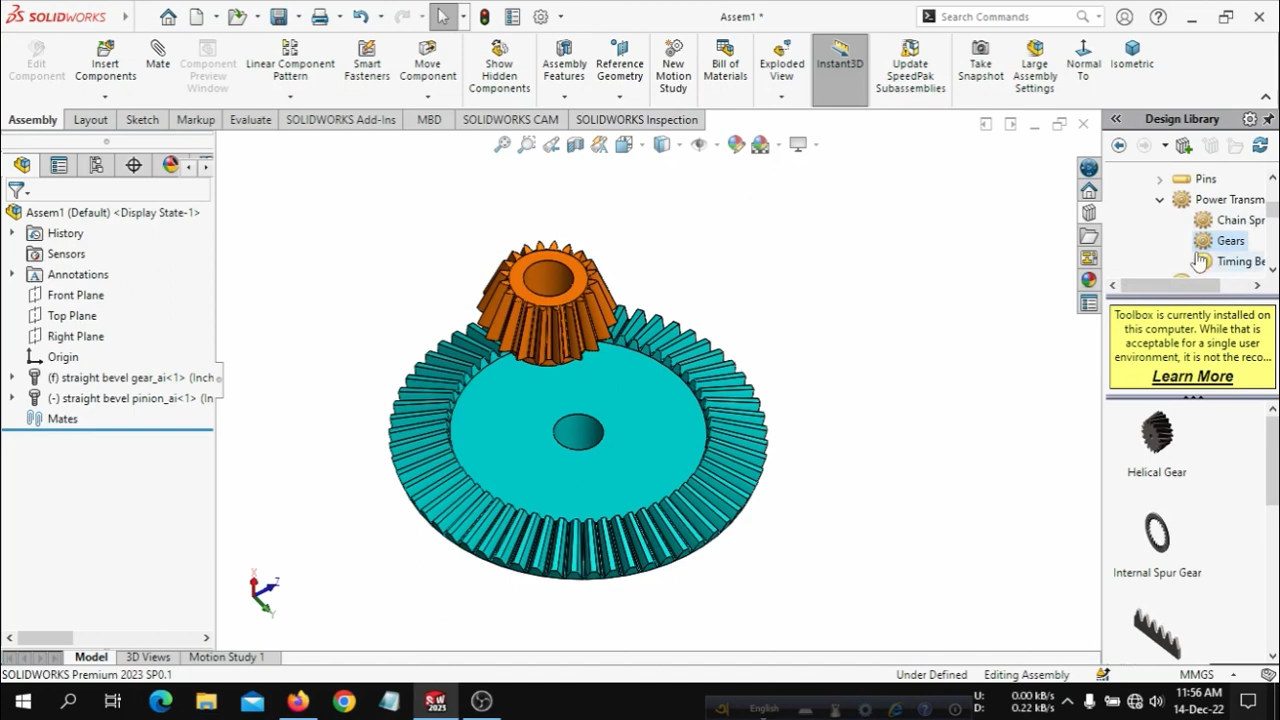 SOLIDWORKS
Assem1 *
Search Commands
Edit
Component
Insert
Components
Mate
Component
Preview
Window
Linear Component
Pattern
Smart
Fasteners
Move
Component
Show
Hidden
Components
Assembly
Features
Reference
Geometry
New
Motion
Study
Bill of
Materials
Exploded
View
Instant3D
Update
SpeedPak
Subassemblies
Take
Snapshot
Large
Assembly
Settings
Normal
To
Isometric
Assembly
Layout
Sketch
Markup
Evaluate
SOLIDWORKS Add-Ins
MBD
SOLIDWORKS CAM
SOLIDWORKS Inspection
Design Library
Assem1 (Default) <Display State-1>
History
Sensors
Annotations
Front Plane
Top Plane
Right Plane
Origin
(f) straight bevel gear_ai<1> (Inch
(-) straight bevel pinion_ai<1> (In
Mates
Pins
Power Transm
Chain Spr
Gears
Timing Be
Toolbox is currently installed on
this computer. While that is
acceptable for a single user
environment, it is not the reco...
Learn More
Helical Gear
Internal Spur Gear
X
Z
Y
Model
3D Views
Motion Study 1
SOLIDWORKS Premium 2023 SP0.1
Under Defined
Editing Assembly
MMGS
SW
2023
English
U: 0.00 kB/s
D: 0.22 kB/s
11:56 AM
14-Dec-22